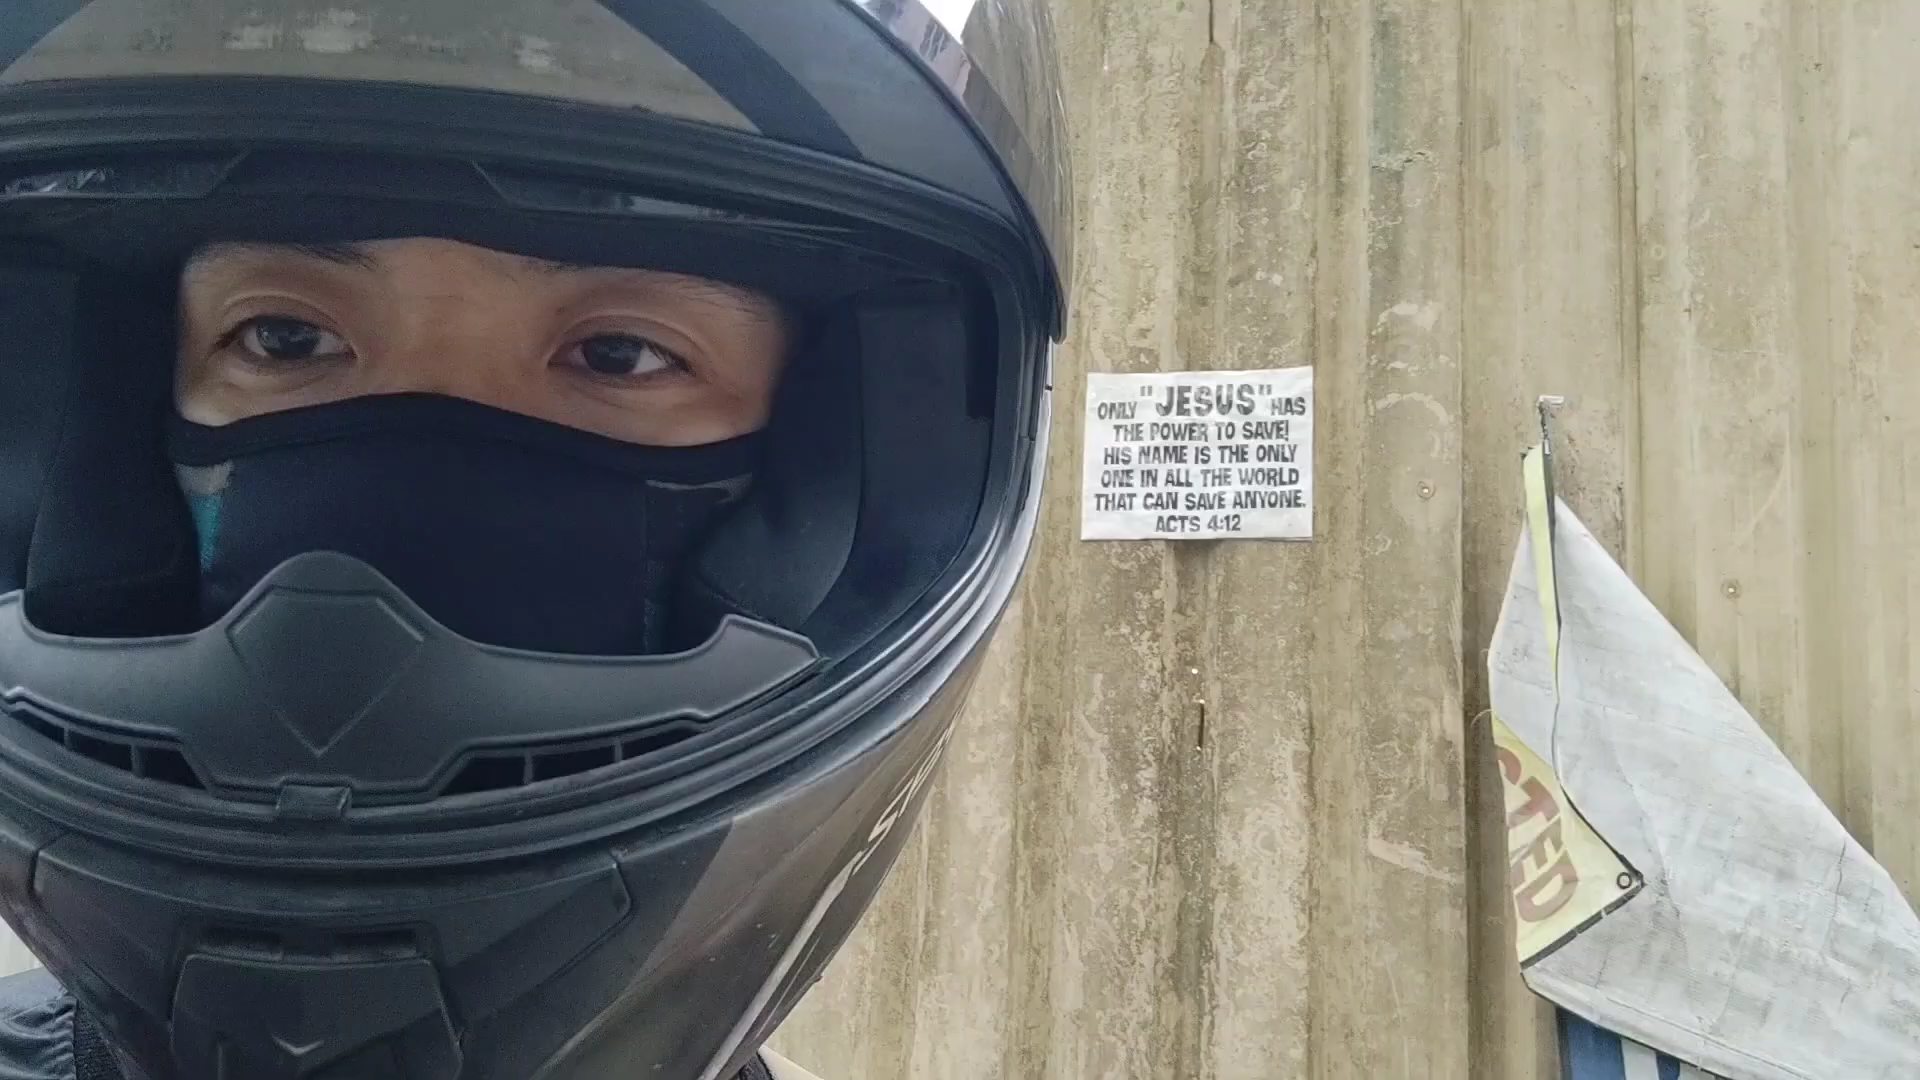 ONLY "JESUS" HAS
THE POWER TO SAVE!
HIS NAME IS THE ONLY
ONE IN ALL THE WORLD
THAT CAN SAVE ANYONE.
ACTS 4:12